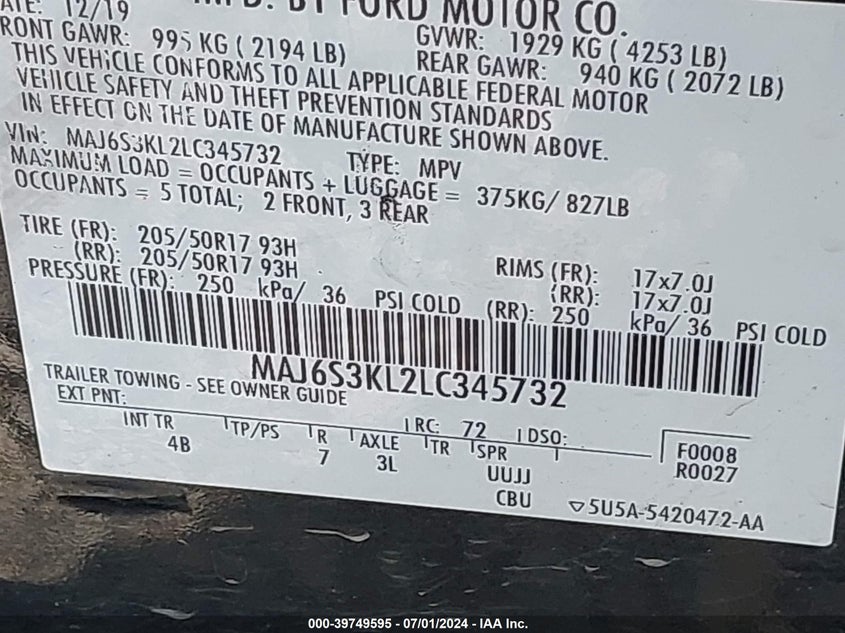 ATE: 12/19
MFD. BY FORD MOTOR CO.
RONT GAWR: 995 KG ( 2194 LB) GVWR: 1929 KG ( 4253 LB)
REAR GAWR: 940 KG ( 2072 LB)
THIS VEHICLE CONFORMS TO ALL APPLICABLE FEDERAL MOTOR
VEHICLE SAFETY AND THEFT PREVENTION STANDARDS
IN EFFECT ON THE DATE OF MANUFACTURE SHOWN ABOVE.
VIN: MAJ6S3KL2LC345732 TYPE: MPV
MAXIMUM LOAD = OCCUPANTS + LUGGAGE = 375KG/ 827LB
OCCUPANTS = 5 TOTAL; 2 FRONT, 3 REAR
TIRE (FR): 205/50R17 93H RIMS (FR): 17x7.0J
(RR): 205/50R17 93H (RR): 17x7.0J
PRESSURE (FR): 250 kPa/ 36 PSI COLD (RR): 250 kPa/ 36 PSI COLD
MAJ6S3KL2LC345732
TRAILER TOWING - SEE OWNER GUIDE
EXT PNT: RC: 72 DSO:
INT TR TP/PS R AXLE TR SPR
4B 7 3L UUJJ
CBU
F0008
R0027
▽5U5A-5420472-AA
000-39749595 - 07/01/2024 - IAA Inc.